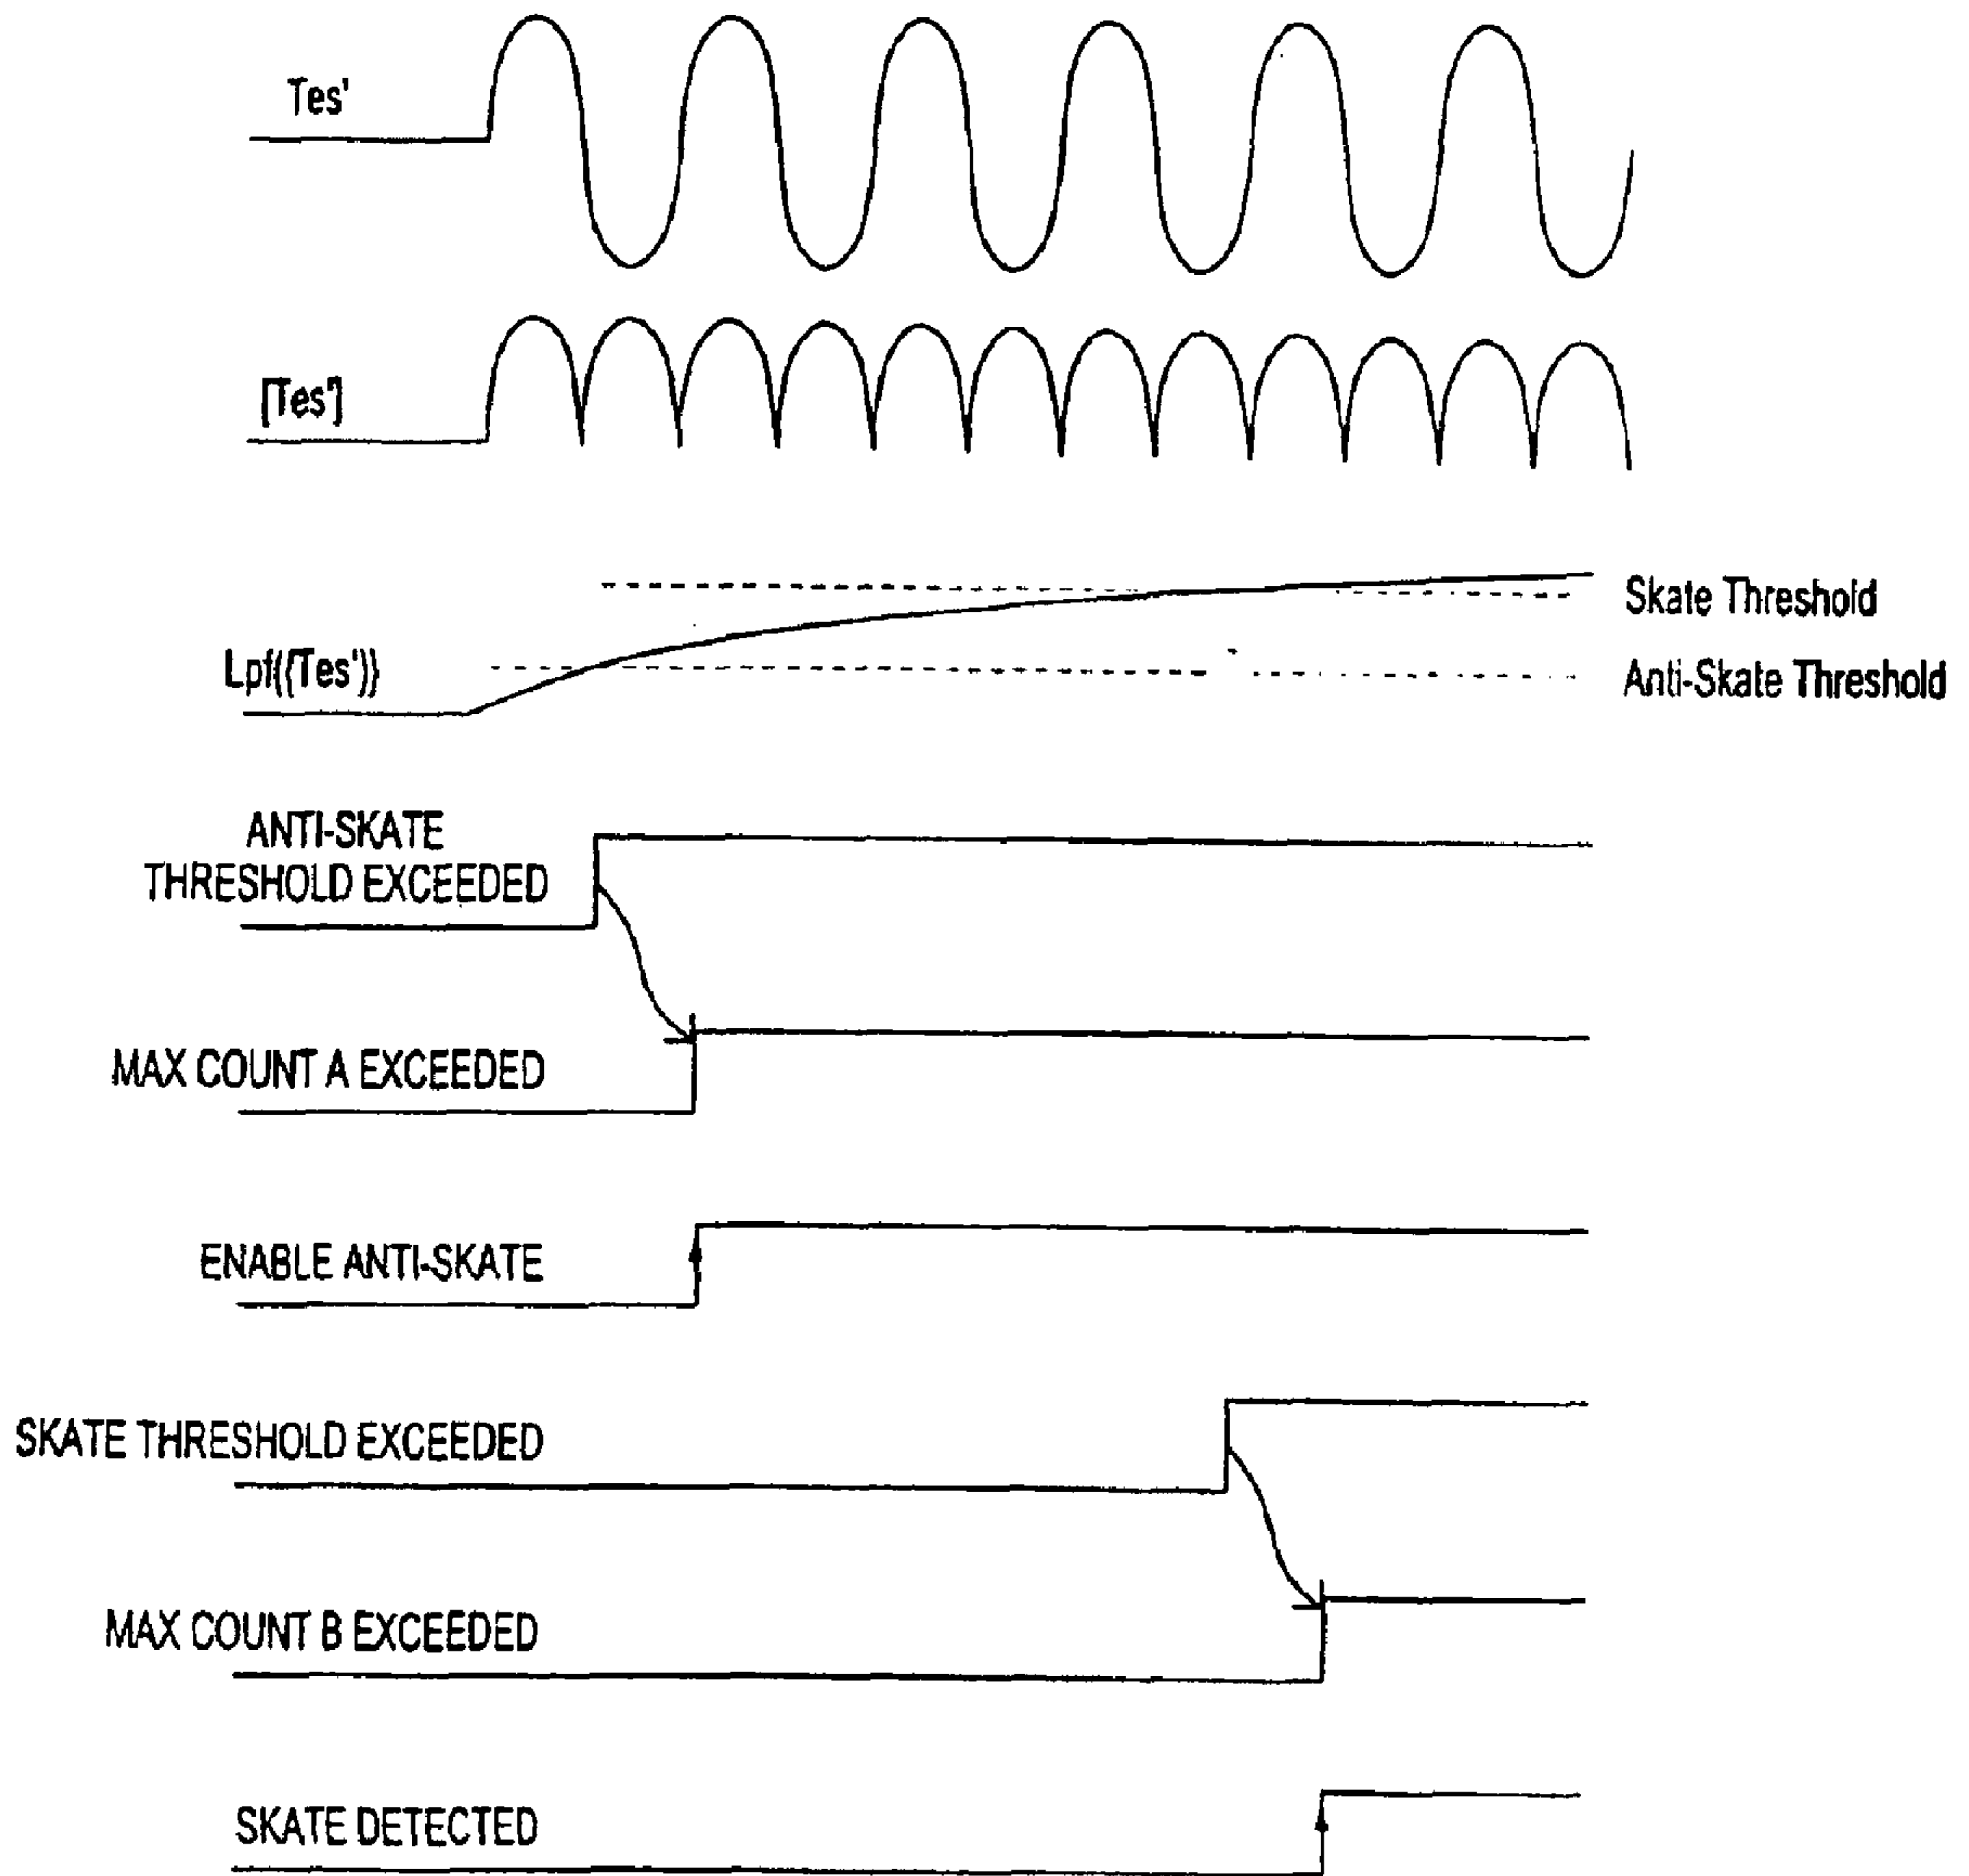 Tes'
[Tes']
Skate Threshold
Lpf((Tes'))
Anti-Skate Threshold
ANTI-SKATE
THRESHOLD EXCEEDED
MAX COUNT A EXCEEDED
ENABLE ANTI-SKATE
SKATE THRESHOLD EXCEEDED
MAX COUNT B EXCEEDED
SKATE DETECTED